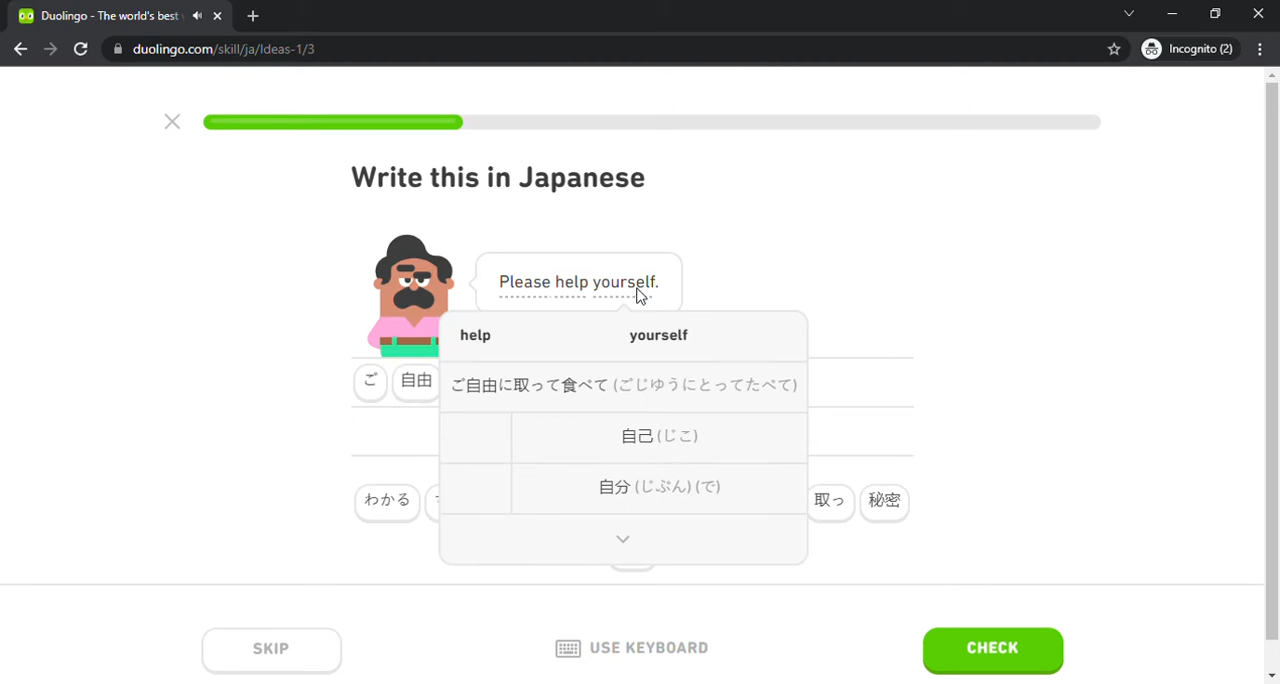 Duolingo - The world's best
duolingo.com/skill/ja/Ideas-1/3
Incognito (2)
Write this in Japanese
Please help yourself.
help yourself
ご自由に取って食べて (ごじゆうにとってたべて)
ご 自由
自己 (じこ)
自分 (じぶん) (で)
わかる 取っ 秘密
SKIP
USE KEYBOARD
CHECK